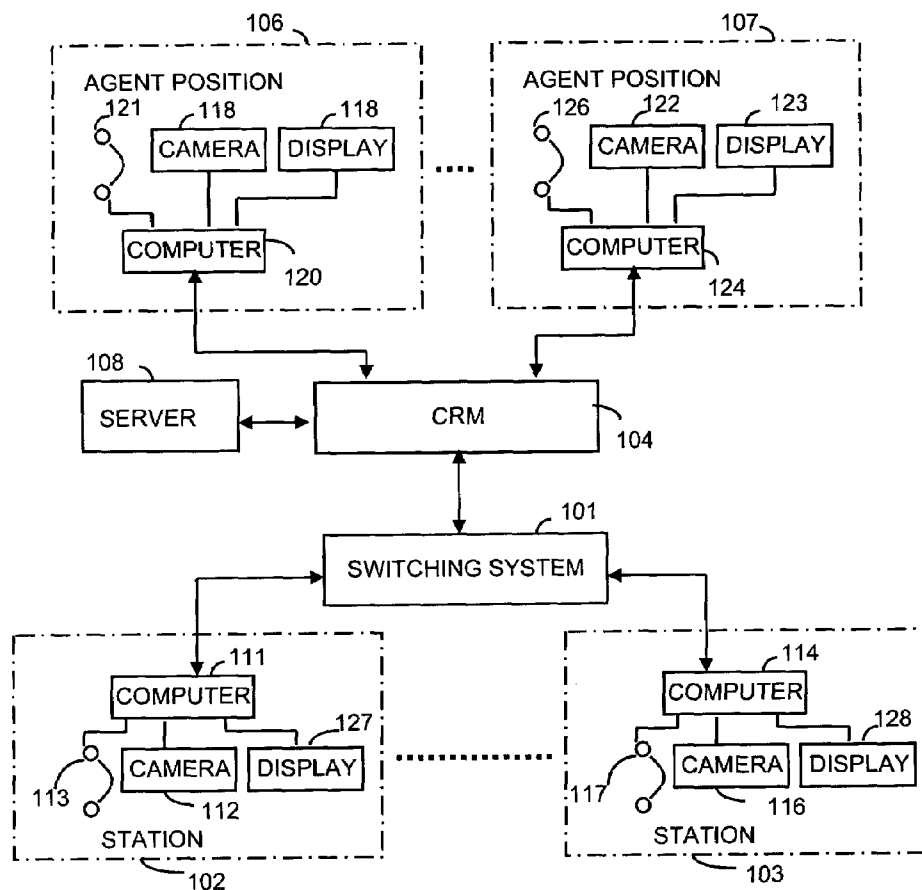 106
107
AGENT POSITION
AGENT POSITION
121
118
118
126
122
123
CAMERA
DISPLAY
CAMERA
DISPLAY
COMPUTER
COMPUTER
120
124
108
SERVER
CRM
104
101
SWITCHING SYSTEM
111
114
COMPUTER
COMPUTER
127
128
CAMERA
DISPLAY
CAMERA
DISPLAY
113
112
117
116
STATION
STATION
102
103